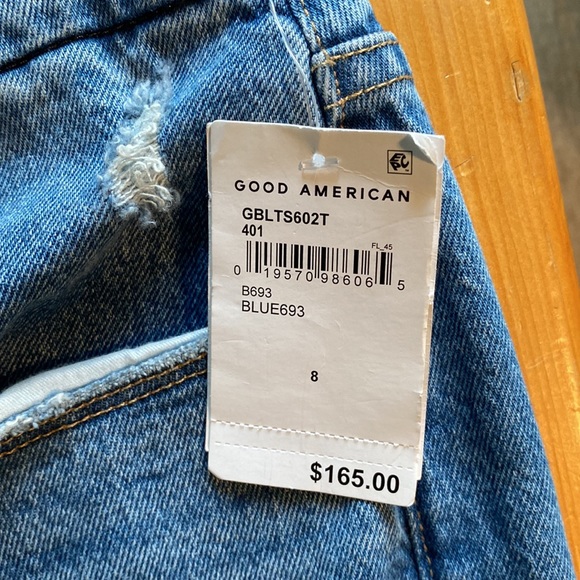 GOOD AMERICAN
GBLTS602T
401
FL_45
0 19570 98606 5
B693
BLUE693
8
$165.00